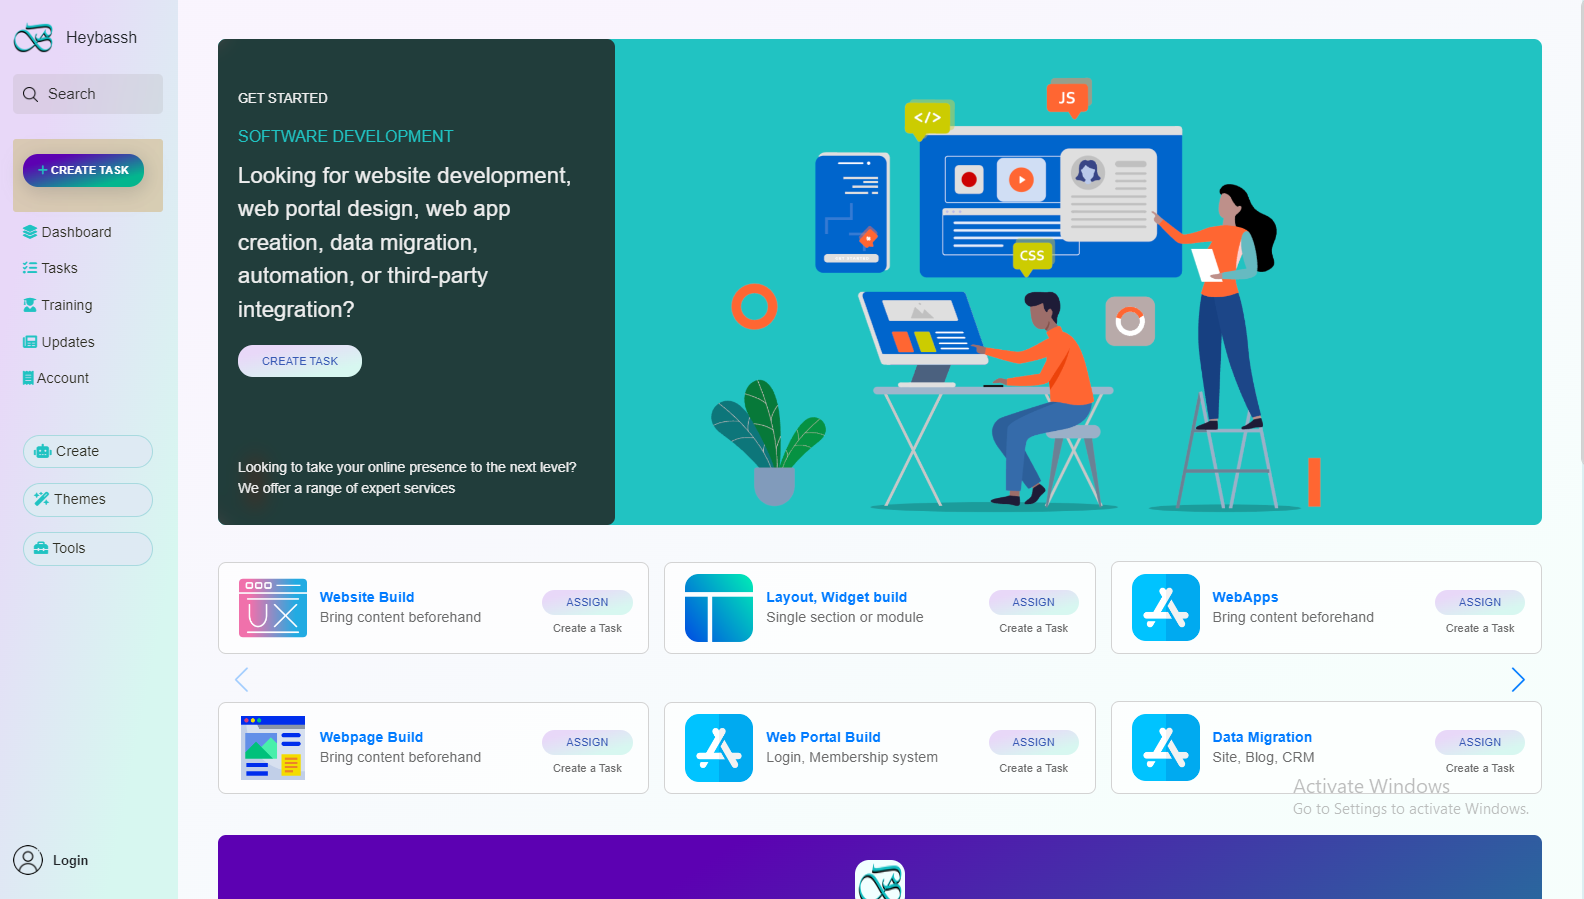 Heybassh
Search
+ CREATE TASK
Dashboard
Tasks
Training
Updates
Account
Create
Themes
Tools
Login
GET STARTED
SOFTWARE DEVELOPMENT
Looking for website development,
web portal design, web app
creation, data migration,
automation, or third-party
integration?
CREATE TASK
Looking to take your online presence to the next level?
We offer a range of expert services
JS
</>
CSS
Website Build
Bring content beforehand
ASSIGN
Create a Task
UX
Layout, Widget build
Single section or module
ASSIGN
Create a Task
WebApps
Bring content beforehand
ASSIGN
Create a Task
Webpage Build
Bring content beforehand
ASSIGN
Create a Task
Web Portal Build
Login, Membership system
ASSIGN
Create a Task
Data Migration
Site, Blog, CRM
ASSIGN
Create a Task
Activate Windows
Go to Settings to activate Windows.